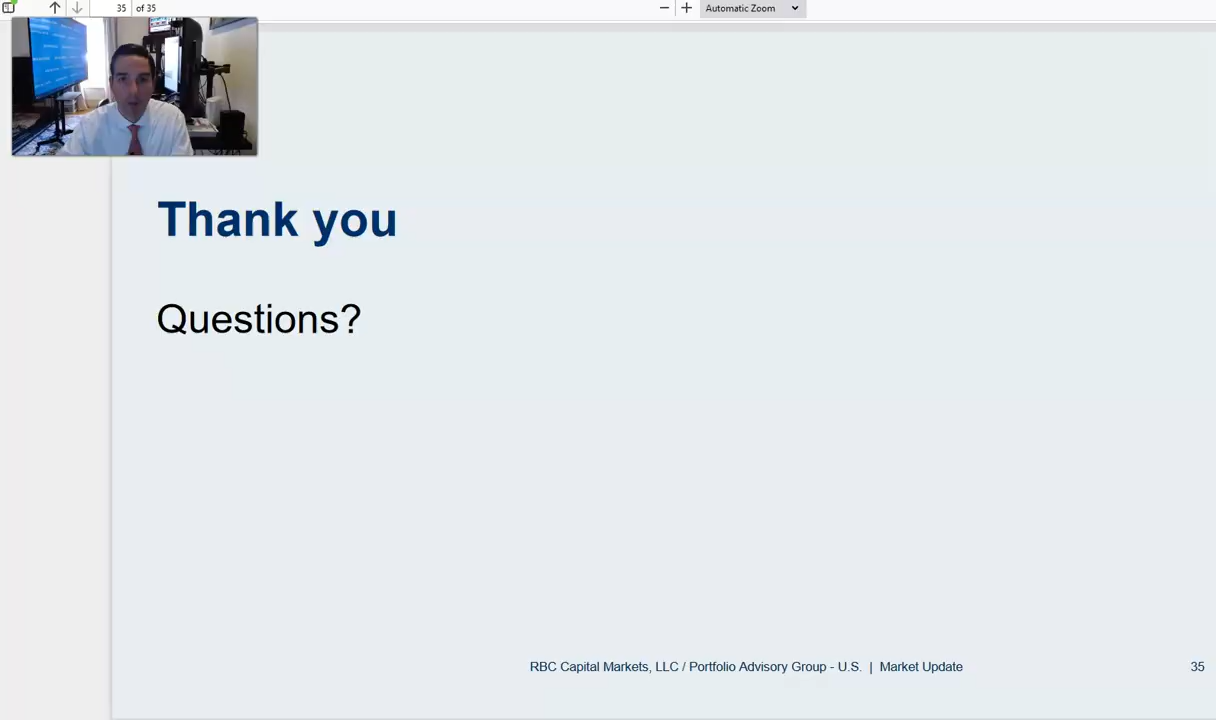 35 of 35
Automatic Zoom
Thank you
Questions?
RBC Capital Markets, LLC / Portfolio Advisory Group - U.S. | Market Update
35